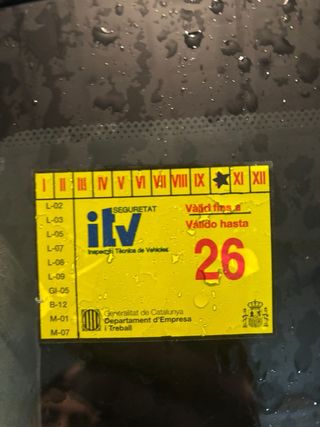 I II III IV V VI VII VIII IX XI XII
L-02
L-03
L-05
L-07
L-08
L-09
GI-05
B-12
M-01
M-07
SEGURETAT
itv
Inspecció Tècnica de Vehicles
Vàlid fins a
Válido hasta
26
Generalitat de Catalunya
Departament d'Empresa
i Treball